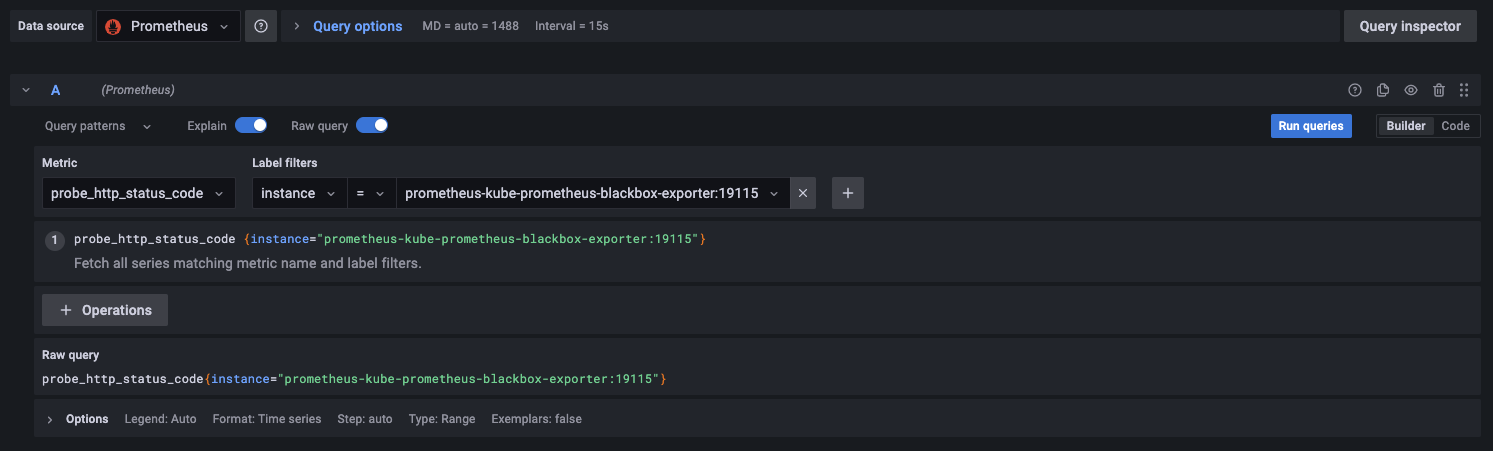 Data source Prometheus Query options MD = auto = 1488 Interval = 15s Query inspector
A (Prometheus)
Query patterns Explain Raw query Run queries Builder Code
Metric Label filters
probe_http_status_code instance = prometheus-kube-prometheus-blackbox-exporter:19115
1 probe_http_status_code {instance="prometheus-kube-prometheus-blackbox-exporter:19115"}
Fetch all series matching metric name and label filters.
+ Operations
Raw query
probe_http_status_code{instance="prometheus-kube-prometheus-blackbox-exporter:19115"}
Options Legend: Auto Format: Time series Step: auto Type: Range Exemplars: false